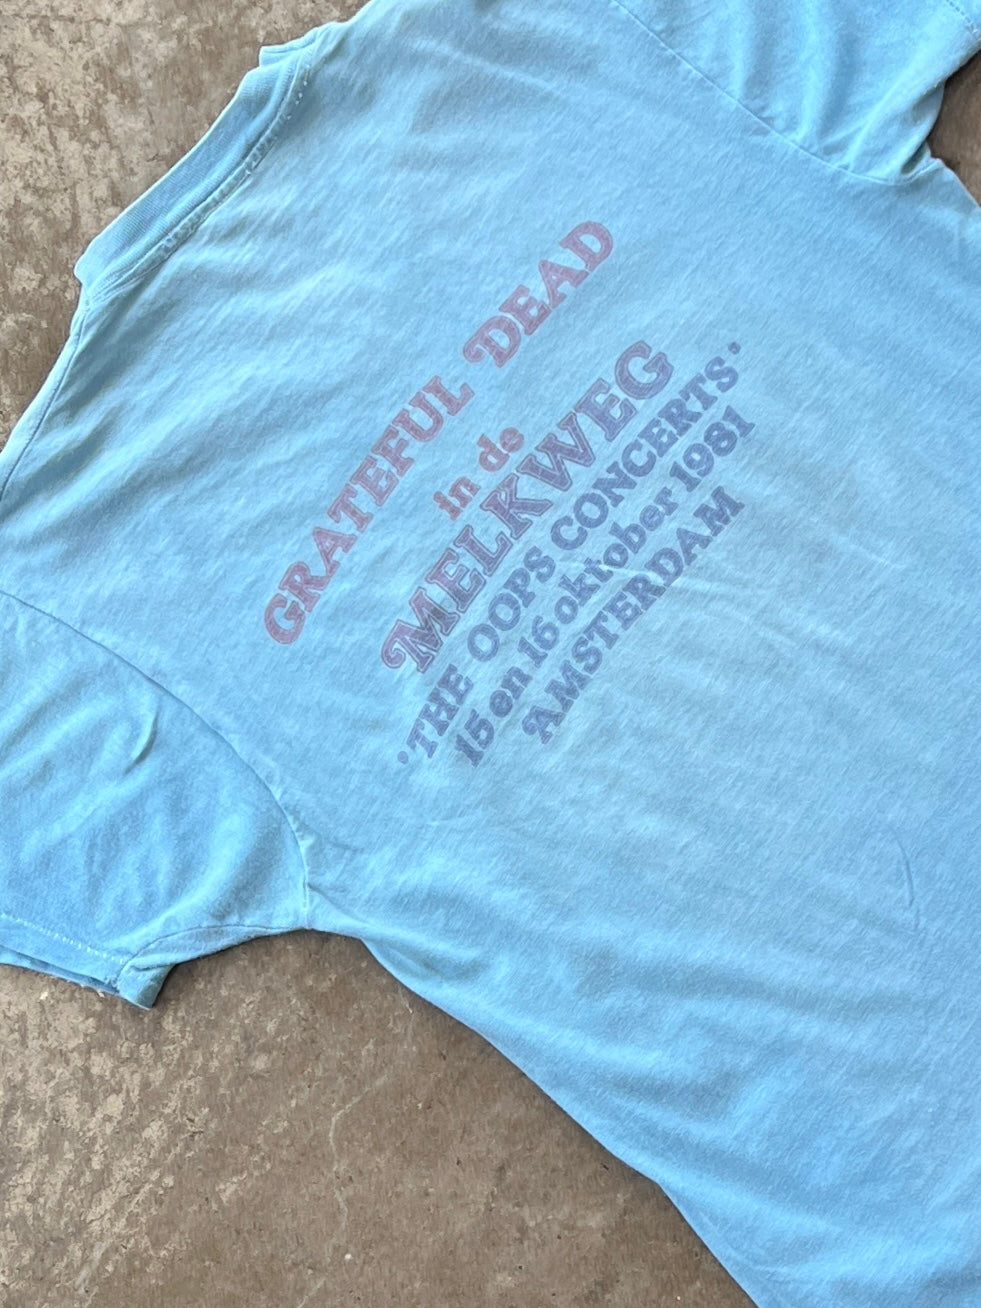 GRATEFUL DEAD
in de
MELKWEG
'THE OOPS CONCERTS'
15 en 16 oktober 1981
AMSTERDAM